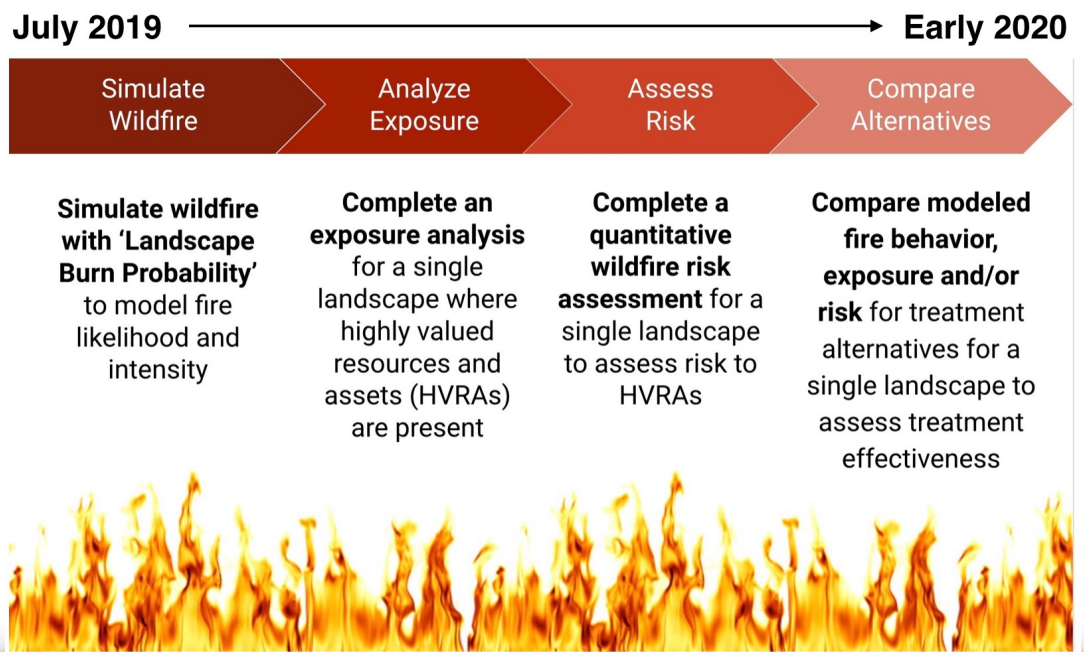 July 2019
Early 2020
Simulate
Wildfire
Analyze
Exposure
Assess
Risk
Compare
Alternatives
Simulate wildfire
with ‘Landscape
Burn Probability’
to model fire
likelihood and
intensity
Complete an
exposure analysis
for a single
landscape where
highly valued
resources and
assets (HVRAs)
are present
Complete a
quantitative
wildfire risk
assessment for a
single landscape
to assess risk to
HVRAs
Compare modeled
fire behavior,
exposure and/or
risk for treatment
alternatives for a
single landscape to
assess treatment
effectiveness